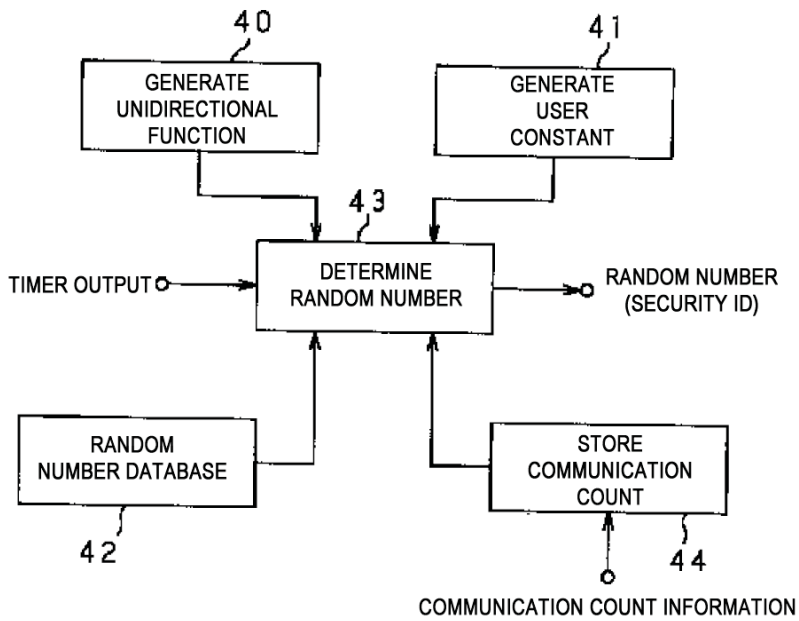 40
GENERATE
UNIDIRECTIONAL
FUNCTION
41
GENERATE
USER
CONSTANT
43
DETERMINE
RANDOM NUMBER
TIMER OUTPUT
RANDOM NUMBER
(SECURITY ID)
RANDOM
NUMBER DATABASE
42
STORE
COMMUNICATION
COUNT
44
COMMUNICATION COUNT INFORMATION